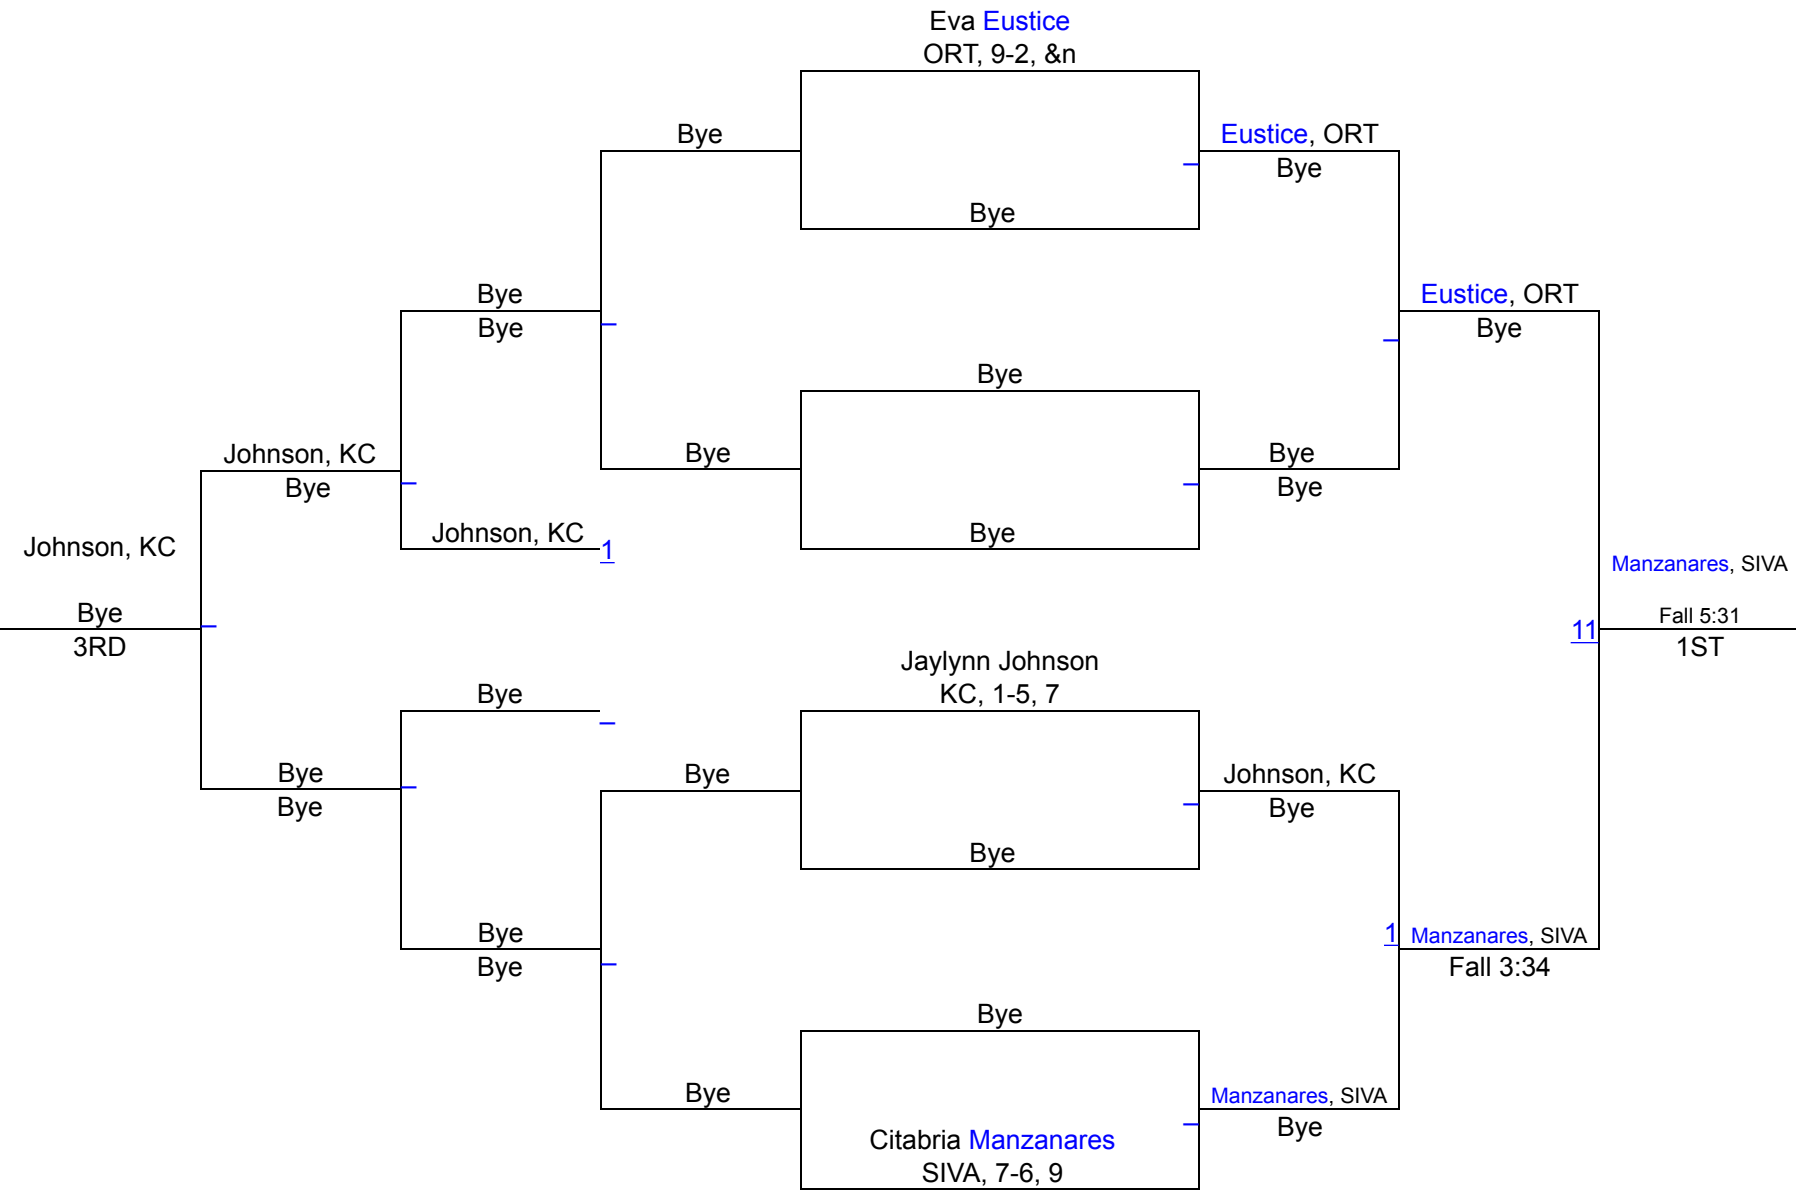 Eva Eustice
ORT, 9-2, &n
Bye
Eustice, ORT
Bye
Bye
Bye
Bye
Eustice, ORT
Bye
Bye
Johnson, KC
Bye
Bye
Bye
Bye
Johnson, KC
1
Bye
Johnson, KC
Bye
3RD
Manzanares, SIVA
Fall 5:31
11
1ST
Jaylynn Johnson
KC, 1-5, 7
Bye
Bye
Johnson, KC
Bye
Bye
Bye
Bye
Bye
Bye
1
Manzanares, SIVA
Fall 3:34
Bye
Bye
Manzanares, SIVA
Bye
Citabria Manzanares
SIVA, 7-6, 9